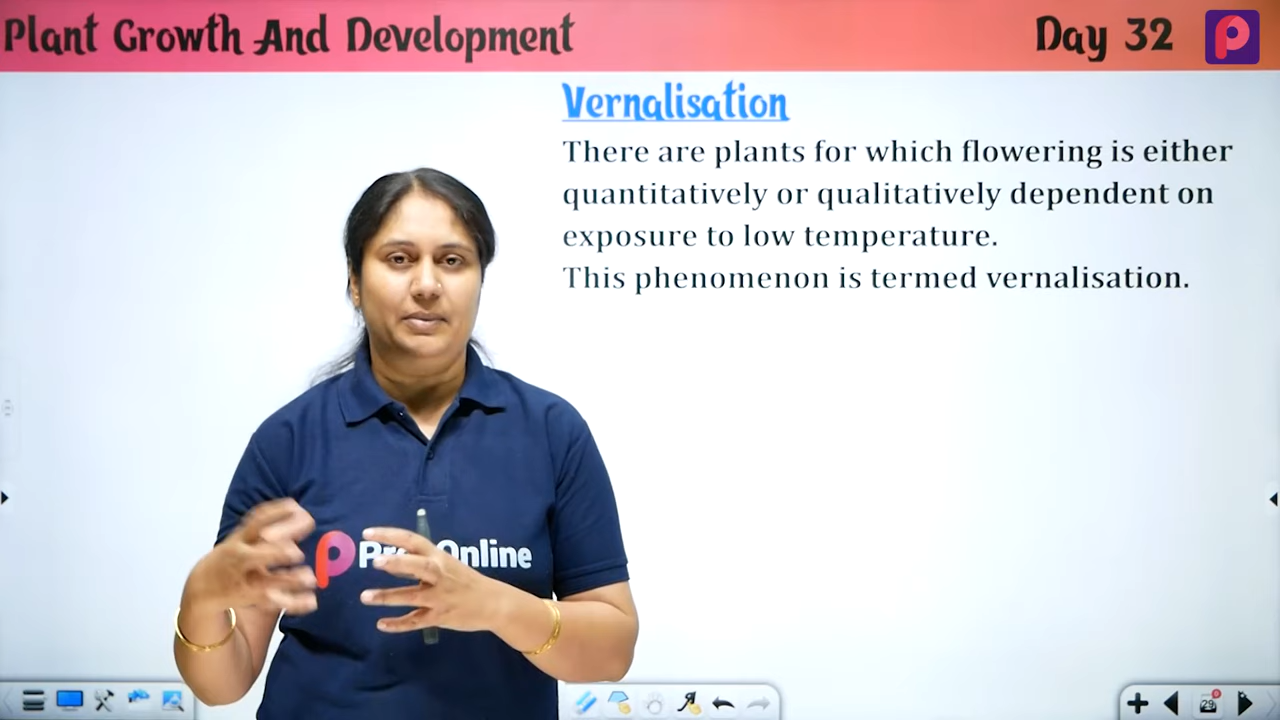 Plant Growth And Development
Day 32
Vernalisation
There are plants for which flowering is either
quantitatively or qualitatively dependent on
exposure to low temperature.
This phenomenon is termed vernalisation.
Online
29